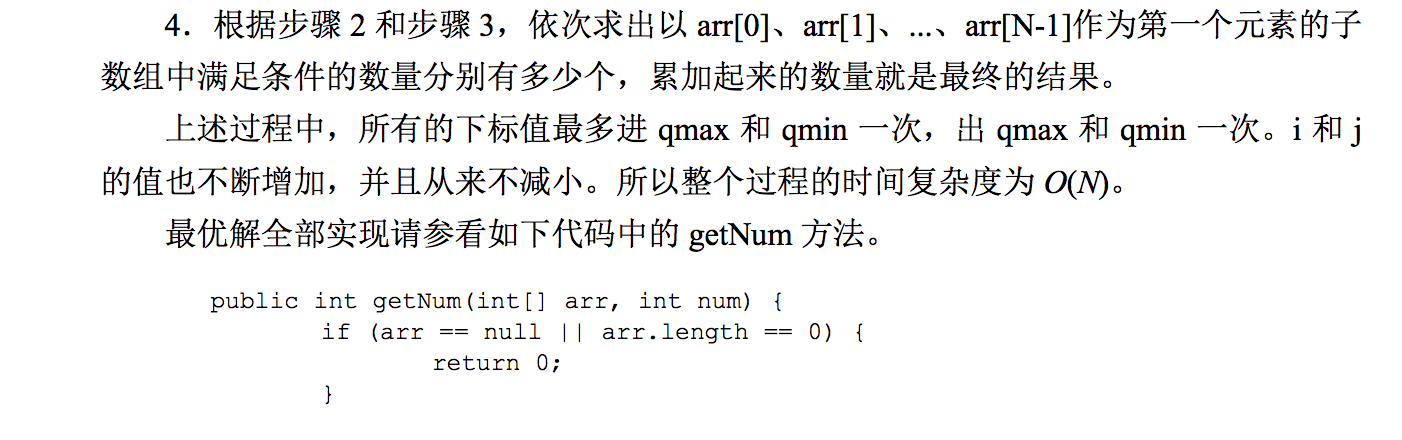 4．根据步骤 2 和步骤 3，依次求出以 arr[0]、arr[1]、...、arr[N-1]作为第一个元素的子
数组中满足条件的数量分别有多少个，累加起来的数量就是最终的结果。
上述过程中，所有的下标值最多进 qmax 和 qmin 一次，出 qmax 和 qmin 一次。i 和 j
的值也不断增加，并且从来不减小。所以整个过程的时间复杂度为 O(N)。
最优解全部实现请参看如下代码中的 getNum 方法。
public int getNum(int[] arr, int num) {
if (arr == null || arr.length == 0) {
return 0;
}